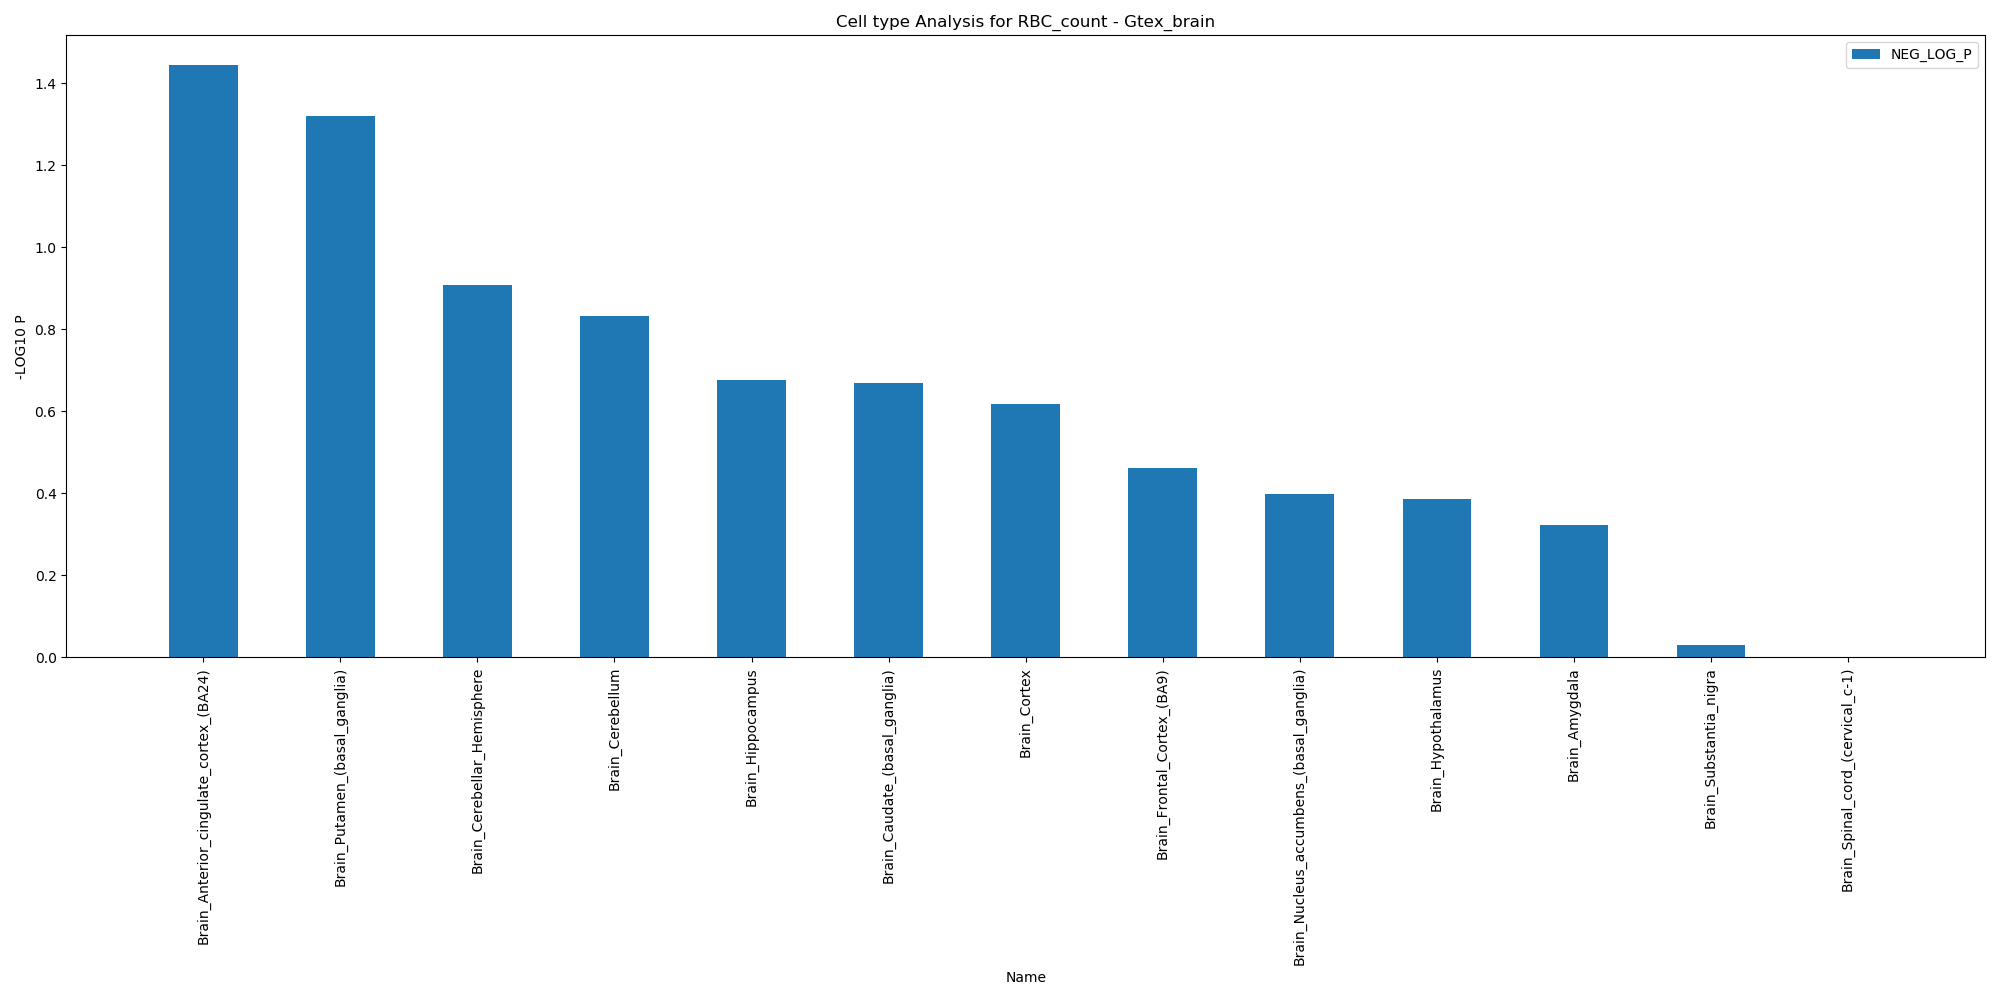 Cell type Analysis for RBC_count - Gtex_brain
NEG_LOG_P
-LOG10 P
1.4
1.2
1.0
0.8
0.6
0.4
0.2
0.0
Brain_Anterior_cingulate_cortex_(BA24)
Brain_Putamen_(basal_ganglia)
Brain_Cerebellar_Hemisphere
Brain_Cerebellum
Brain_Hippocampus
Brain_Caudate_(basal_ganglia)
Brain_Cortex
Brain_Frontal_Cortex_(BA9)
Brain_Nucleus_accumbens_(basal_ganglia)
Brain_Hypothalamus
Brain_Amygdala
Brain_Substantia_nigra
Brain_Spinal_cord_(cervical_c-1)
Name